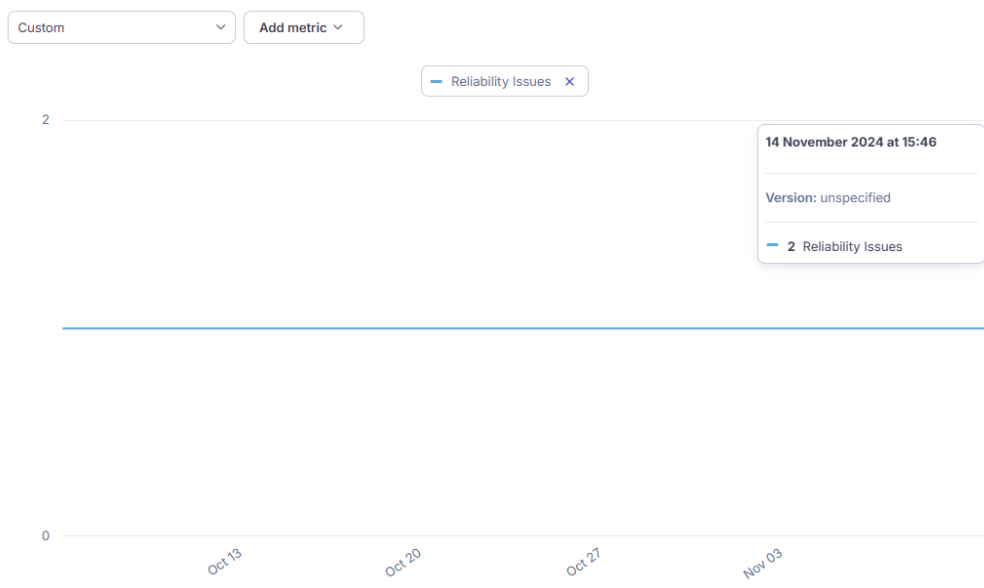 Custom
Add metric
Reliability Issues
2
14 November 2024 at 15:46
Version: unspecified
2 Reliability Issues
0
Oct 13
Oct 20
Oct 27
Nov 03